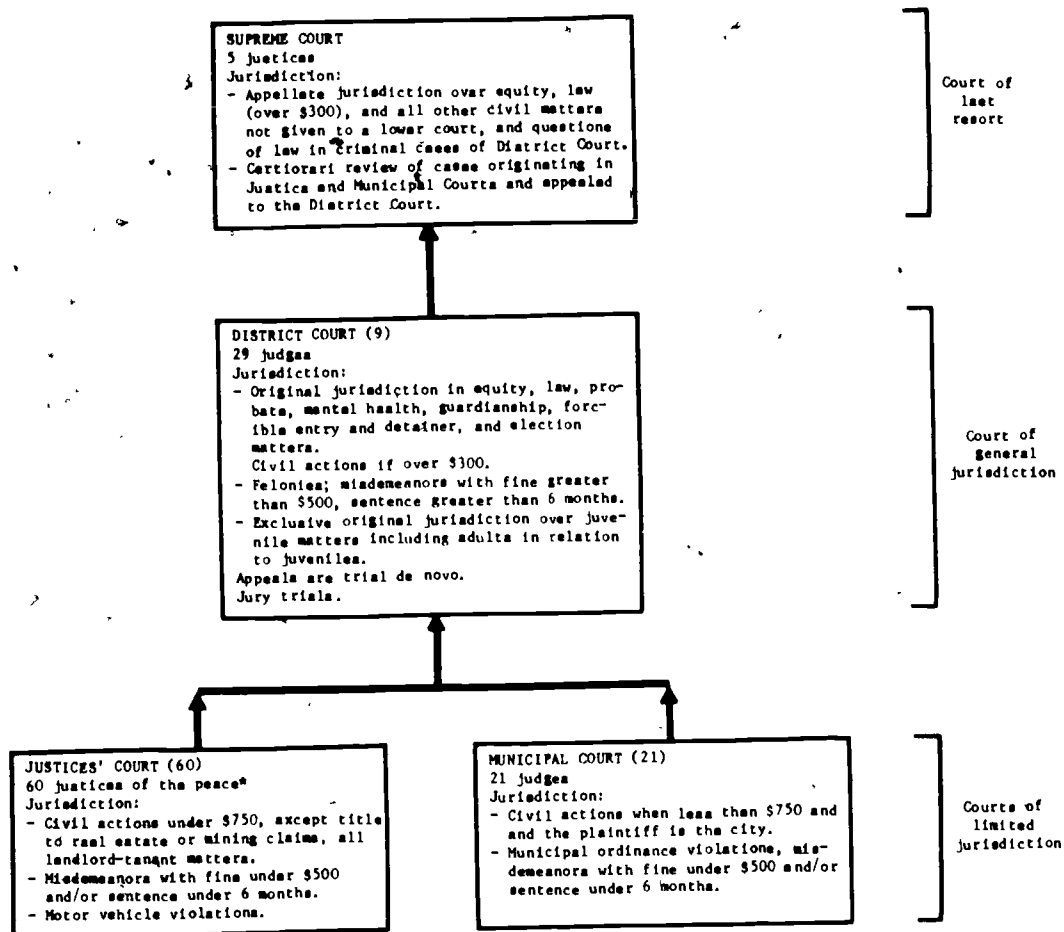 SUPREME COURT
5 justices
Jurisdiction:
- Appellate jurisdiction over equity, law
(over $300), and all other civil matters
not given to a lower court, and questions
of law in criminal cases of District Court.
- Certiorari review of cases originating in
Justice and Municipal Courts and appealed
to the District Court.
Court of
last
resort
DISTRICT COURT (9)
29 judges
Jurisdiction:
- Original jurisdiction in equity, law, pro-
bate, mental health, guardianship, forc-
ible entry and detainer, and election
matters.
Civil actions if over $300.
- Felonies; misdemeanors with fine greater
than $500, sentence greater than 6 months.
- Exclusive original jurisdiction over juve-
nile matters including adults in relation
to juveniles.
Appeals are trial de novo.
Jury trials.
Court of
general
jurisdiction
JUSTICES' COURT (60)
60 justices of the peace*
Jurisdiction:
- Civil actions under $750, except title
to real estate or mining claims, all
landlord-tenant matters.
- Misdemeanors with fine under $500
and/or sentence under 6 months.
- Motor vehicle violations.
MUNICIPAL COURT (21)
21 judges
Jurisdiction:
- Civil actions when less than $750 and
and the plaintiff is the city.
- Municipal ordinance violations, mis-
demeanors with fine under $500 and/or
sentence under 6 months.
Courts of
limited
jurisdiction